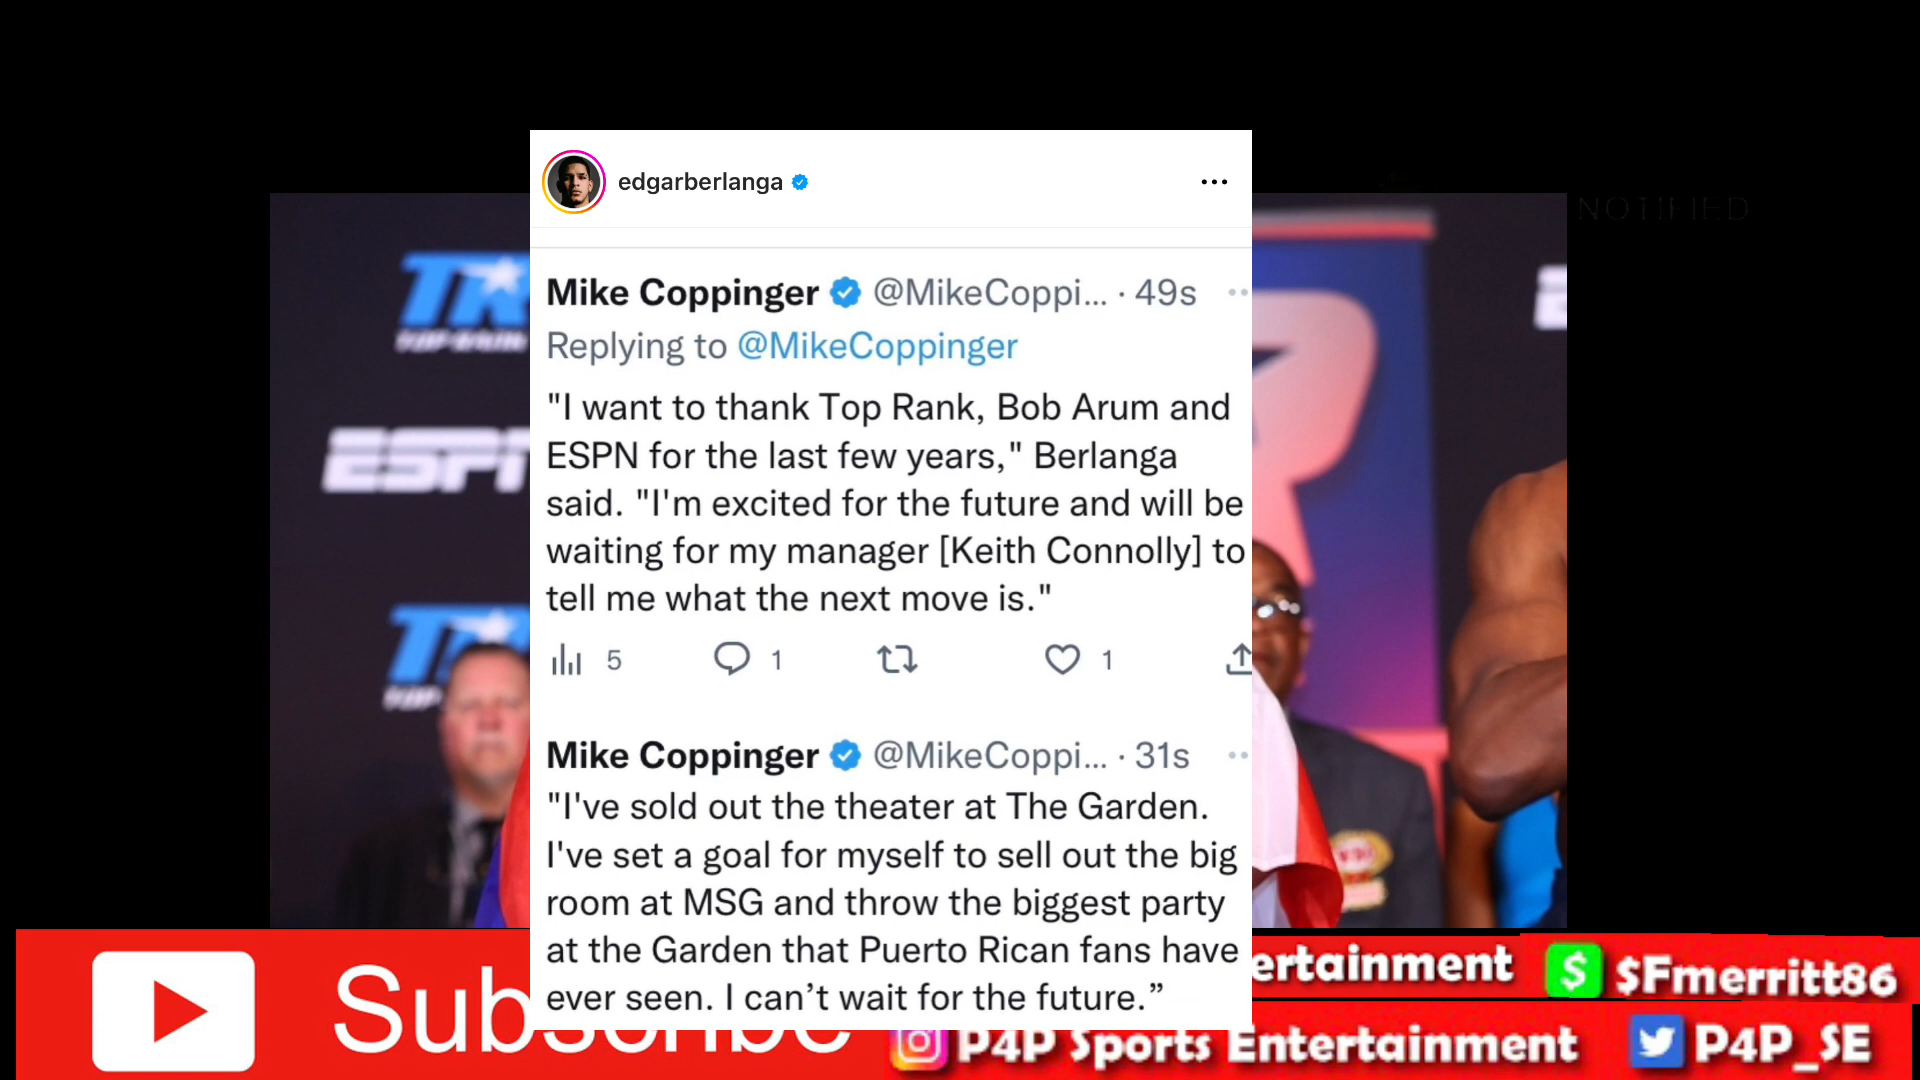 edgarberlanga
NOTIFIED
Mike Coppinger @MikeCoppi... · 49s
Replying to @MikeCoppinger
"I want to thank Top Rank, Bob Arum and
ESPN for the last few years," Berlanga
said. "I'm excited for the future and will be
waiting for my manager [Keith Connolly] to
tell me what the next move is."
5 1 1
Mike Coppinger @MikeCoppi... · 31s
"I've sold out the theater at The Garden.
I've set a goal for myself to sell out the big
room at MSG and throw the biggest party
at the Garden that Puerto Rican fans have
ever seen. I can’t wait for the future.”
TR
ESPN
TR
Subscribe
ertainment $Fmerritt86
P4P Sports Entertainment P4P_SE